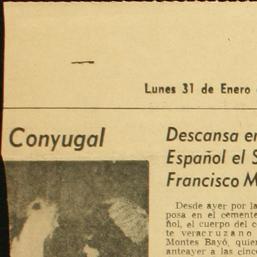 Lunes 31 de Enero
Conyugal
Descansa en
Español el S
Francisco M
Desde ayer por la
posa en el cemente
ñol, el cuerpo del c
te veracruzano
Montes Bayó, quien
anteayer a las cinc